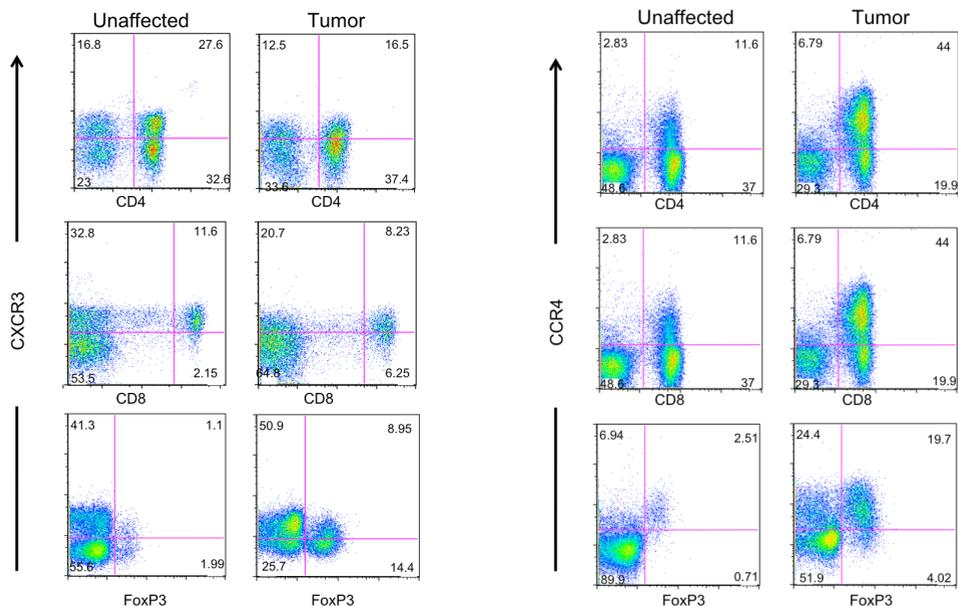 Unaffected Tumor
16.8 27.6
23 32.6
CD4
12.5 16.5
33.6 37.4
CD4
32.8 11.6
53.5 2.15
CD8
20.7 8.23
64.8 6.25
CD8
41.3 1.1
55.6 1.99
FoxP3
50.9 8.95
25.7 14.4
FoxP3
CXCR3
Unaffected Tumor
2.83 11.6
48.6 37
CD4
6.79 44
29.3 19.9
CD4
2.83 11.6
48.6 37
CD8
6.79 44
29.3 19.9
CD8
6.94 2.51
89.9 0.71
FoxP3
24.4 19.7
51.9 4.02
FoxP3
CCR4